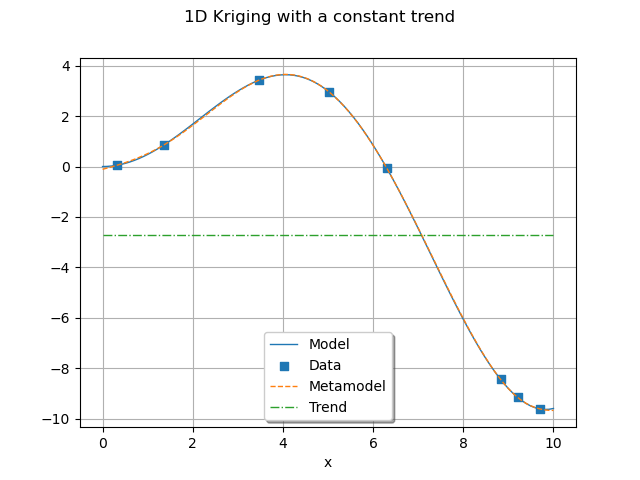 1D Kriging with a constant trend
4
2
0
−2
−4
−6
−8
−10
Model
Data
Metamodel
Trend
0 2 4 6 8 10
x